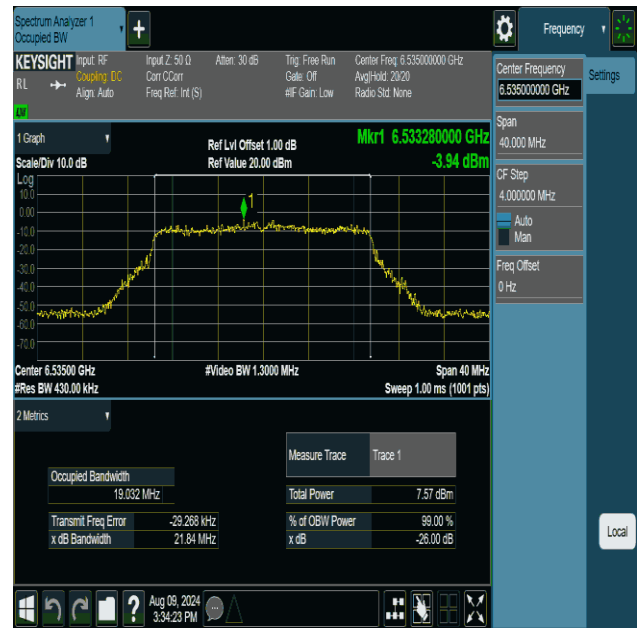 Spectrum Analyzer 1
Occupied BW
+
Frequency
KEYSIGHT
RL
Input: RF
Coupling: DC
Align: Auto
Input Z: 50 Ω
Corr CCorr
Freq Ref: Int (S)
Atten: 30 dB
Trig: Free Run
Gate: Off
#IF Gain: Low
Center Freq: 6.535000000 GHz
Avg|Hold: 20/20
Radio Std: None
Center Frequency
6.535000000 GHz
Settings
Span
40.000 MHz
CF Step
4.000000 MHz
Auto
Man
Freq Offset
0 Hz
Local
1 Graph
Scale/Div 10.0 dB
Ref Lvl Offset 1.00 dB
Ref Value 20.00 dBm
Mkr1 6.533280000 GHz
-3.94 dBm
Log
10.0
0.00
-10.0
-20.0
-30.0
-40.0
-50.0
-60.0
-70.0
1
Center 6.53500 GHz
#Res BW 430.00 kHz
#Video BW 1.3000 MHz
Span 40 MHz
Sweep 1.00 ms (1001 pts)
2 Metrics
Measure Trace
Trace 1
Occupied Bandwidth
19.032 MHz
Total Power
7.57 dBm
Transmit Freq Error
-29.268 kHz
% of OBW Power
99.00 %
x dB Bandwidth
21.84 MHz
x dB
-26.00 dB
?
Aug 09, 2024
3:34:23 PM